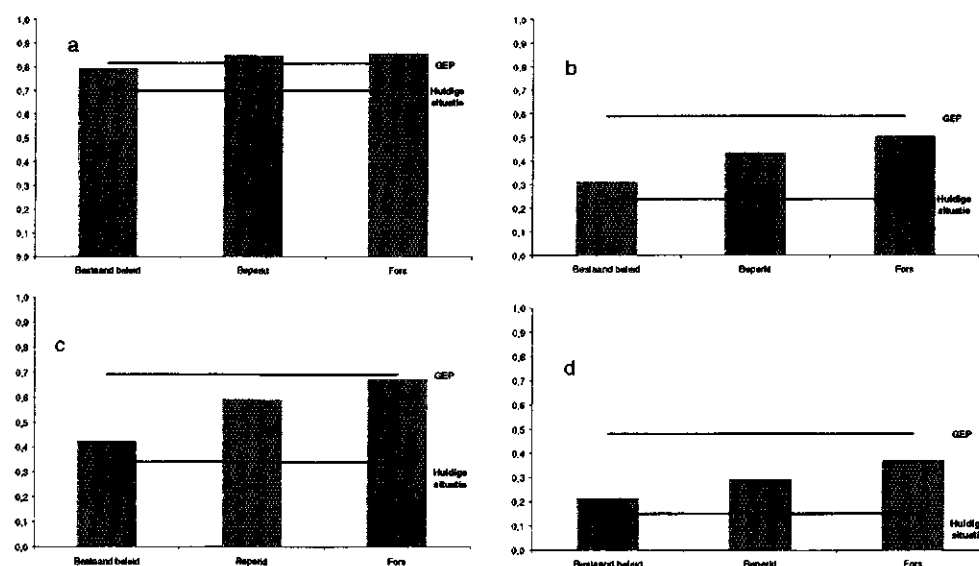 a
1,0
0,9
0,8
0,7
0,6
0,5
0,4
0,3
0,2
0,1
0,0
GEP
Huidige
situatie
Bestaand beleid
Beperkt
Fors
b
1,0
0,9
0,8
0,7
0,6
0,5
0,4
0,3
0,2
0,1
0,0
GEP
Huidige
situatie
Bestaand beleid
Beperkt
Fors
c
1,0
0,9
0,8
0,7
0,6
0,5
0,4
0,3
0,2
0,1
0,0
GEP
Huidige
situatie
Bestaand beleid
Beperkt
Fors
d
1,0
0,9
0,8
0,7
0,6
0,5
0,4
0,3
0,2
0,1
0,0
GEP
Huidige
situatie
Bestaand beleid
Beperkt
Fors